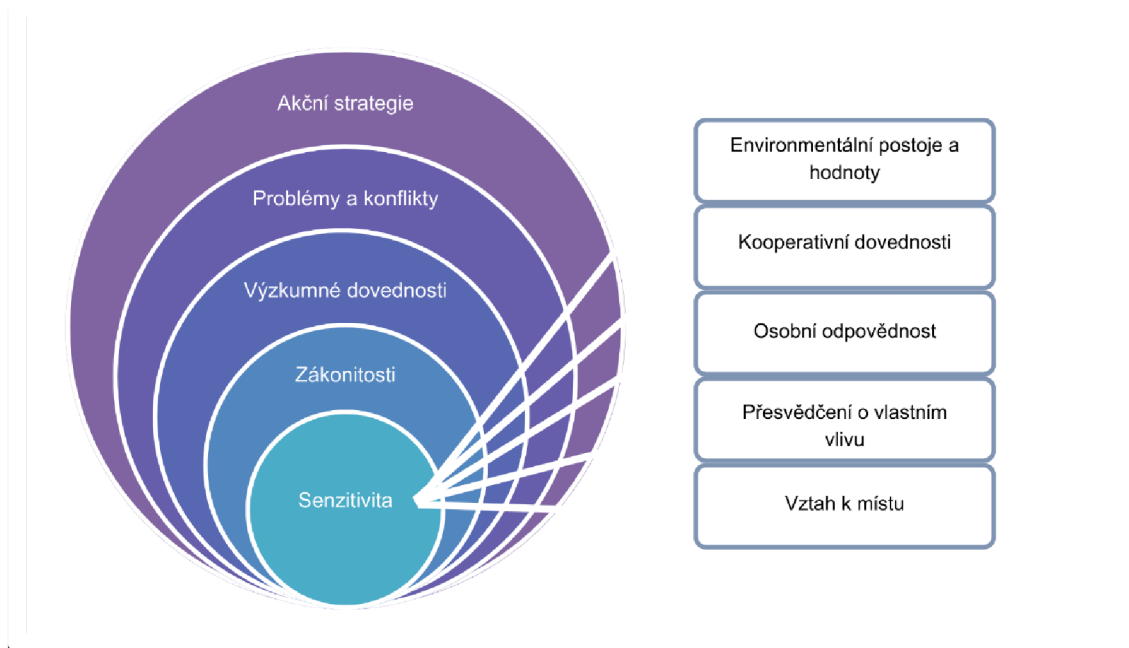 Akční strategie
Problémy a konflikty
Výzkumné dovednosti
Zákonitosti
Senzitivita
Environmentální postoje a
hodnoty
Kooperativní dovednosti
Osobní odpovědnost
Přesvědčení o vlastním
vlivu
Vztah k místu